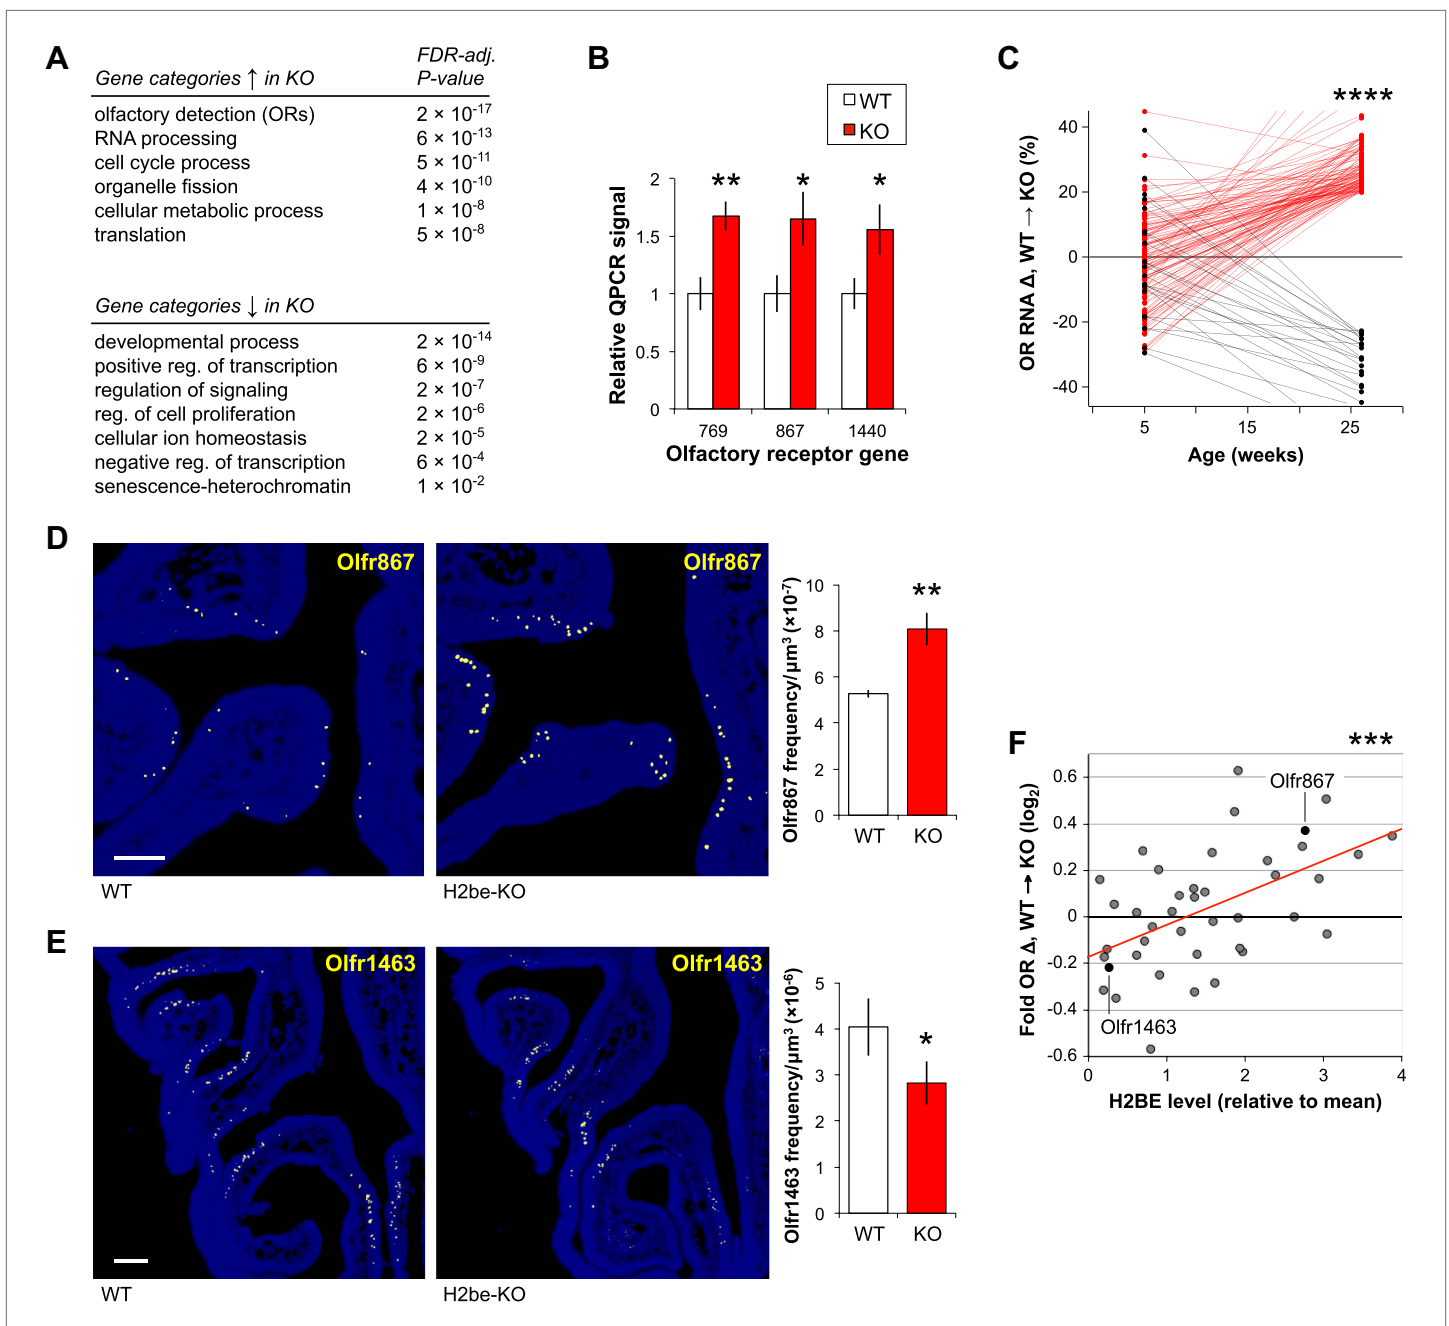 A
Gene categories ↑ in KO
FDR-adj.
P-value
olfactory detection (ORs) 2 × 10⁻¹⁷
RNA processing 6 × 10⁻¹³
cell cycle process 5 × 10⁻¹¹
organelle fission 4 × 10⁻¹⁰
cellular metabolic process 1 × 10⁻⁸
translation 5 × 10⁻⁸
Gene categories ↓ in KO
developmental process 2 × 10⁻¹⁴
positive reg. of transcription 6 × 10⁻⁹
regulation of signaling 2 × 10⁻⁷
reg. of cell proliferation 2 × 10⁻⁶
cellular ion homeostasis 2 × 10⁻⁵
negative reg. of transcription 6 × 10⁻⁴
senescence-heterochromatin 1 × 10⁻²
B
WT
KO
Relative QPCR signal
2
1.5
1
0.5
0
** * *
769 867 1440
Olfactory receptor gene
C
****
OR RNA Δ, WT → KO (%)
40
20
0
-20
-40
5 15 25
Age (weeks)
D
Olfr867
WT
Olfr867
H2be-KO
Olfr867 frequency/μm³ (×10⁻⁷)
10
8
6
4
2
0
**
WT KO
E
Olfr1463
WT
Olfr1463
H2be-KO
Olfr1463 frequency/μm³ (×10⁻⁶)
5
4
3
2
1
0
*
WT KO
F
***
Fold OR Δ, WT → KO (log₂)
0.6
0.4
0.2
0
-0.2
-0.4
-0.6
Olfr867
Olfr1463
0 1 2 3 4
H2BE level (relative to mean)